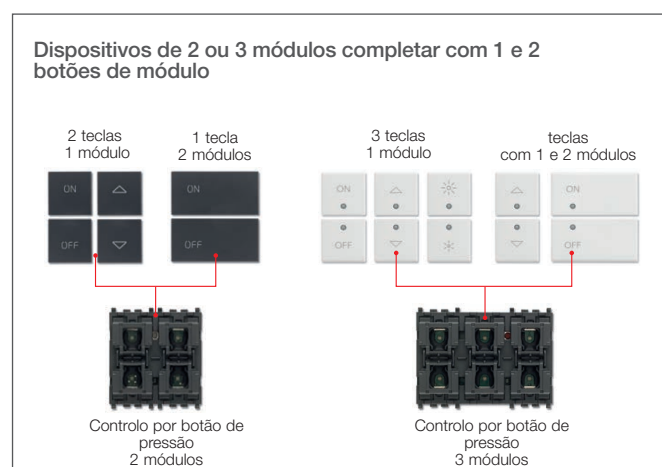 Dispositivos de 2 ou 3 módulos completar com 1 e 2
botões de módulo
2 teclas
1 módulo
1 tecla
2 módulos
3 teclas
1 módulo
teclas
com 1 e 2 módulos
ON
ON
ON
ON
OFF
OFF
OFF
OFF
Controlo por botão de
pressão
2 módulos
Controlo por botão de
pressão
3 módulos